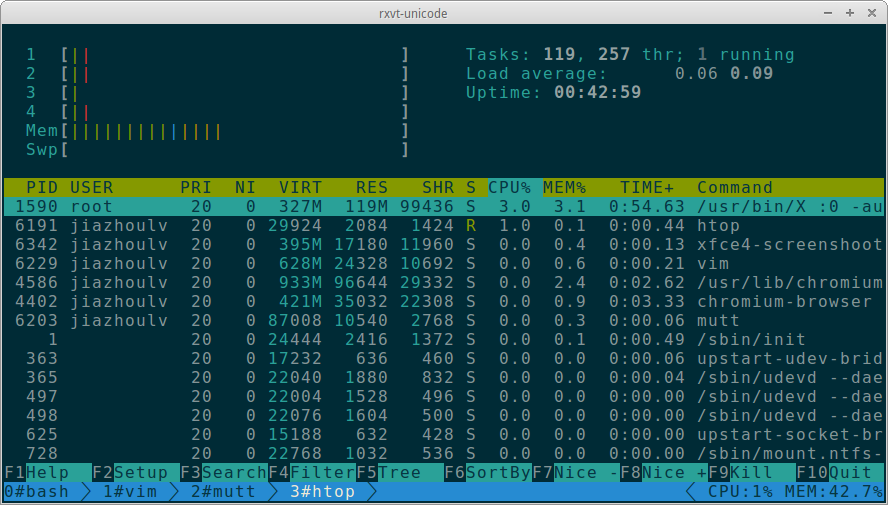 rxvt-unicode
1 [|| ] Tasks: 119, 257 thr; 1 running
2 [|| ] Load average: 0.06 0.09
3 [| ] Uptime: 00:42:59
4 [|| ]
Mem[|||||||||||||| ]
Swp[ ]
PID USER PRI NI VIRT RES SHR S CPU% MEM% TIME+ Command
1590 root 20 0 327M 119M 99436 S 3.0 3.1 0:54.63 /usr/bin/X :0 -au
6191 jiazhoulv 20 0 29924 2084 1424 R 1.0 0.1 0:00.44 htop
6342 jiazhoulv 20 0 395M 17180 11960 S 0.0 0.4 0:00.13 xfce4-screenshoot
6229 jiazhoulv 20 0 628M 24328 10692 S 0.0 0.6 0:00.21 vim
4586 jiazhoulv 20 0 933M 96644 29332 S 0.0 2.4 0:02.62 /usr/lib/chromium
4402 jiazhoulv 20 0 421M 35032 22308 S 0.0 0.9 0:03.33 chromium-browser
6203 jiazhoulv 20 0 87008 10540 2768 S 0.0 0.3 0:00.06 mutt
1 20 0 24444 2416 1372 S 0.0 0.1 0:00.49 /sbin/init
363 20 0 17232 636 460 S 0.0 0.0 0:00.06 upstart-udev-brid
365 20 0 22040 1880 832 S 0.0 0.0 0:00.04 /sbin/udevd --dae
497 20 0 22004 1528 496 S 0.0 0.0 0:00.00 /sbin/udevd --dae
498 20 0 22076 1604 500 S 0.0 0.0 0:00.00 /sbin/udevd --dae
625 20 0 15188 632 428 S 0.0 0.0 0:00.00 upstart-socket-br
728 20 0 22768 1032 536 S 0.0 0.0 0:00.00 /sbin/mount.ntfs-
F1Help F2Setup F3SearchF4FilterF5Tree F6SortByF7Nice -F8Nice +F9Kill F10Quit
0#bash 1#vim 2#mutt 3#htop CPU:1% MEM:42.7%